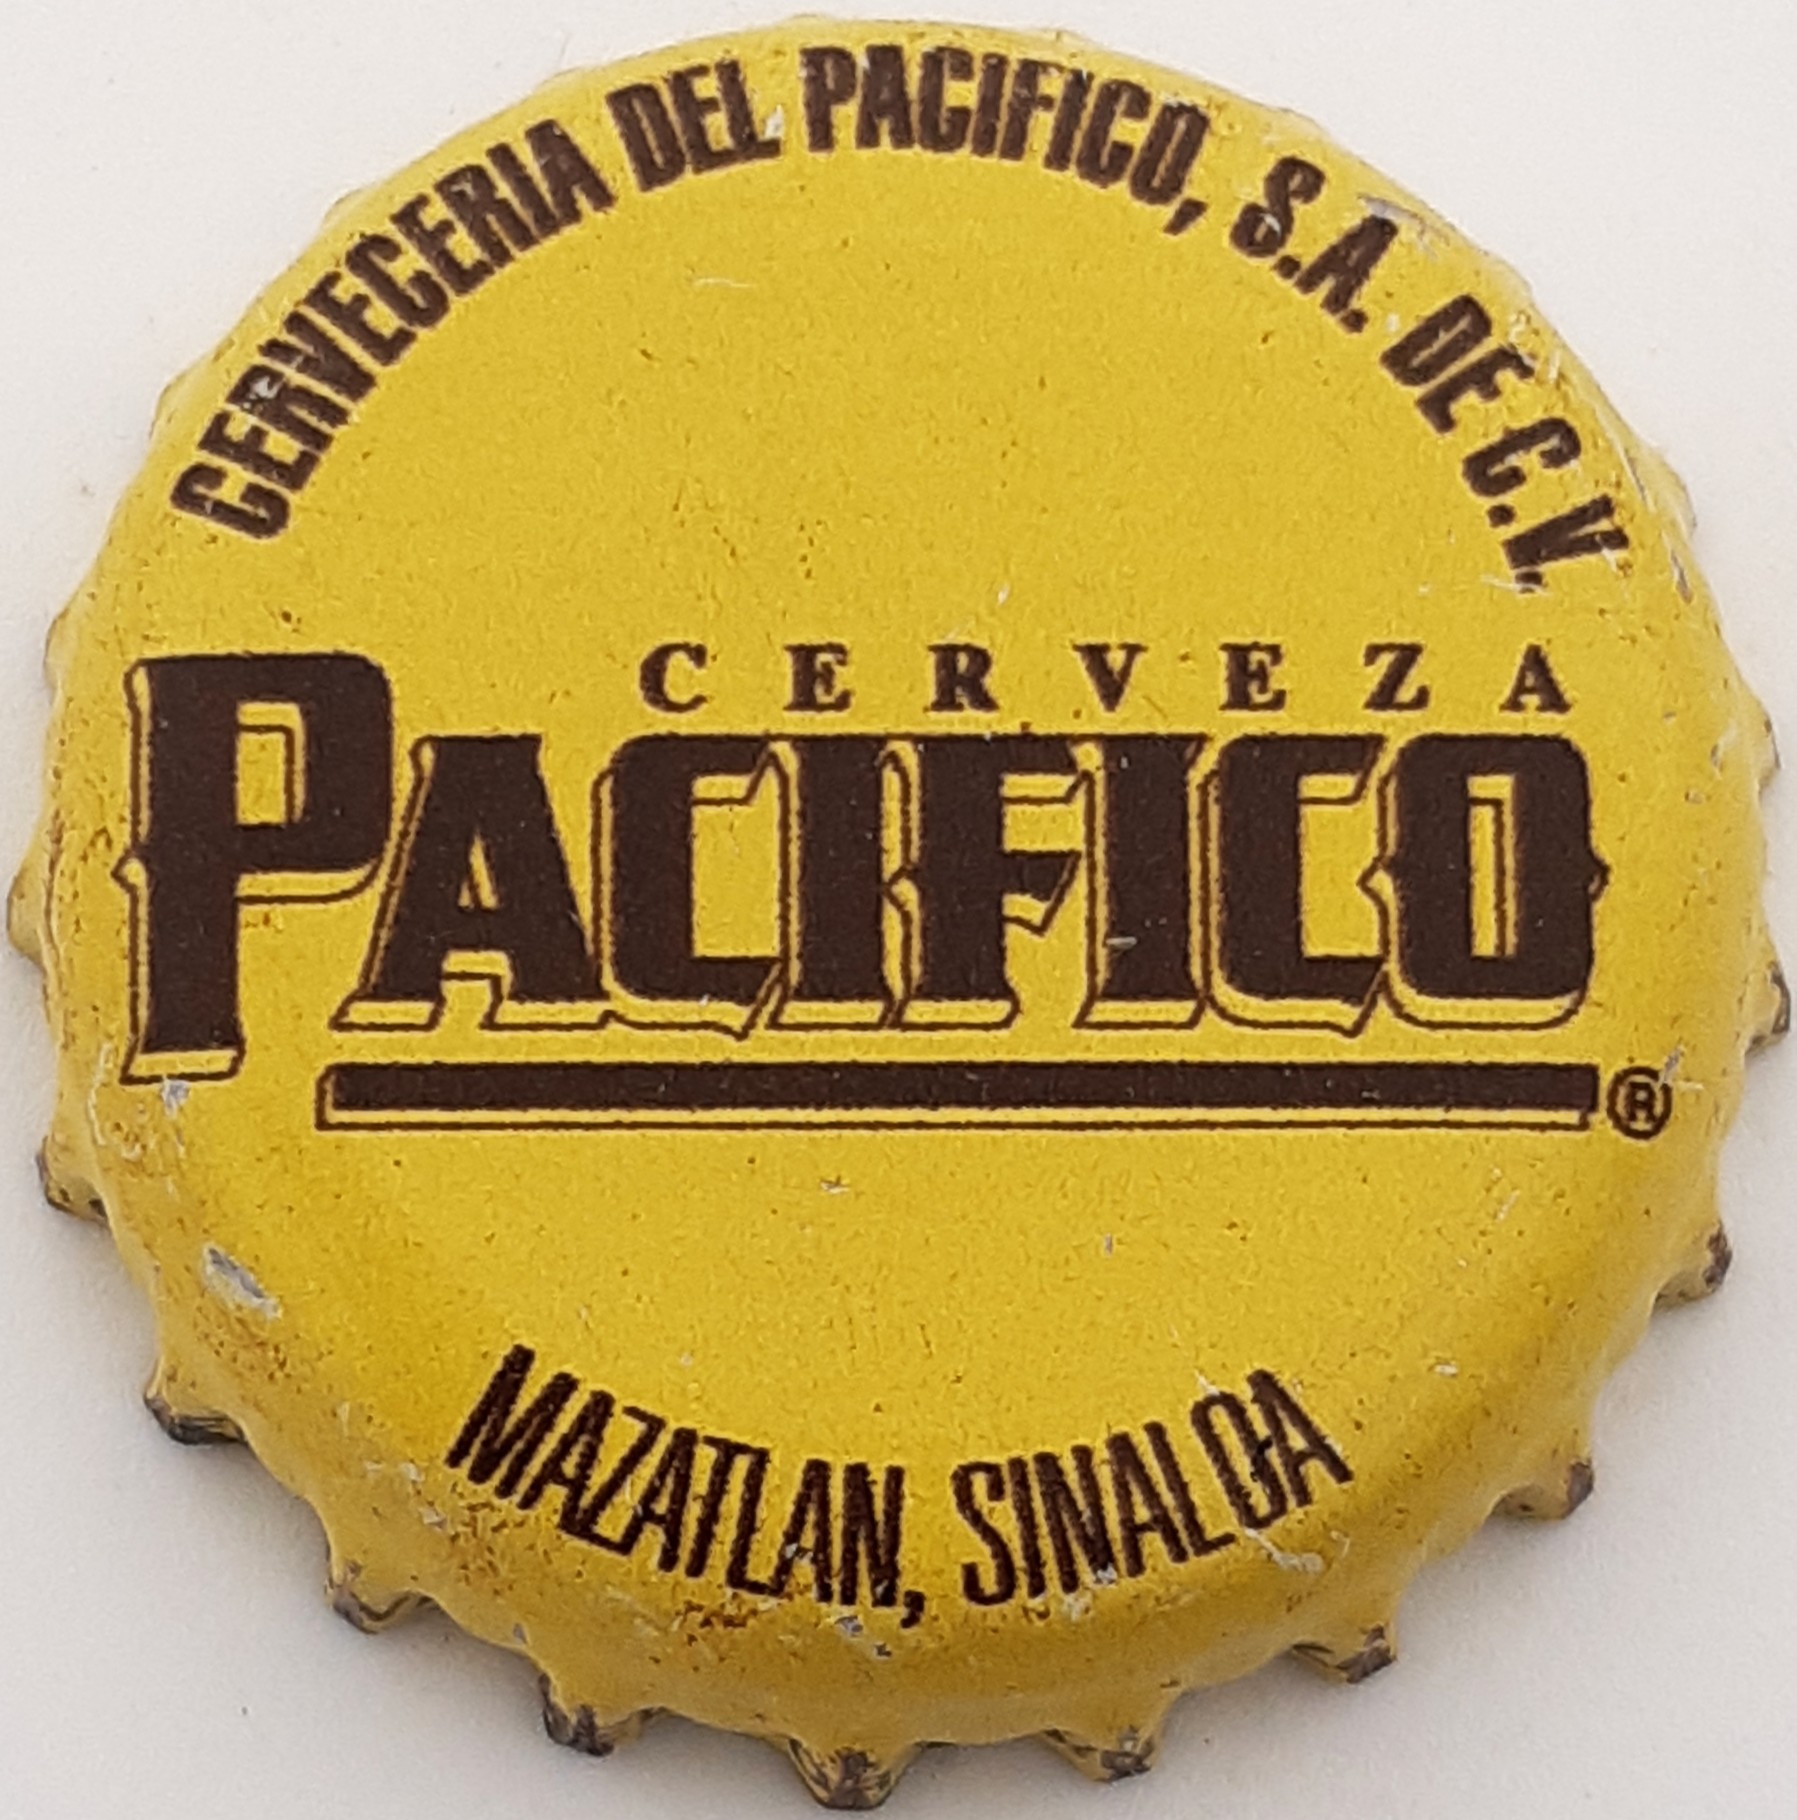 CERVECERIA DEL PACIFICO, S.A. DE C.V.
CERVEZA
PACIFICO
®
MAZATLAN, SINALOA